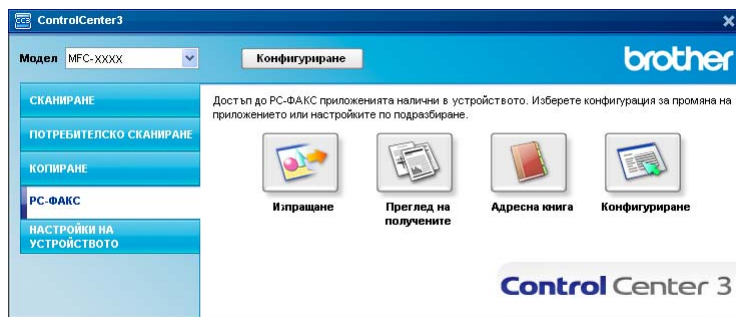 ControlCenter3
Модел MFC-XXXX Конфигуриране brother
СКАНИРАНЕ
ПОТРЕБИТЕЛСКО СКАНИРАНЕ
КОПИРАНЕ
PC-ФАКС
НАСТРОЙКИ НА
УСТРОЙСТВОТО
Достъп до PC-ФАКС приложенията налични в устройството. Изберете конфигурация за промяна на
приложението или настройките по подразбиране.
Изпращане
Преглед на
получените
Адресна книга
Конфигуриране
Control Center 3